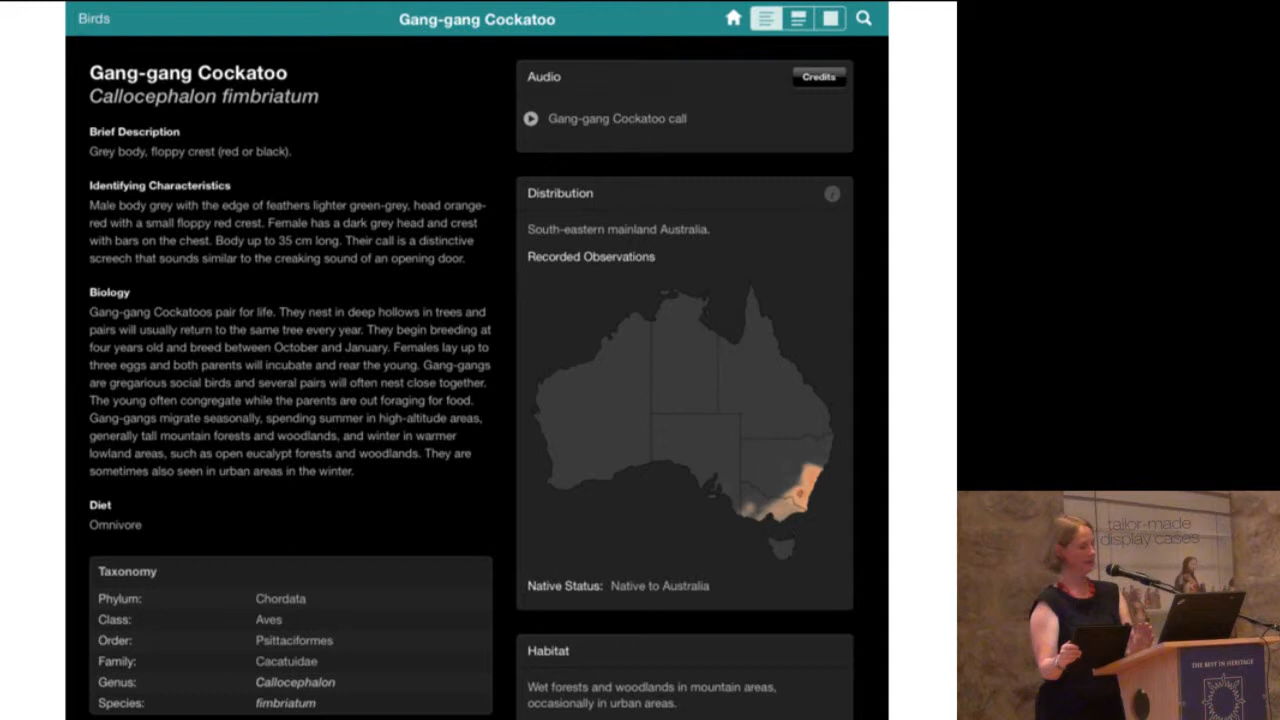 Birds
Gang-gang Cockatoo
Gang-gang Cockatoo
Callocephalon fimbriatum
Brief Description
Grey body, floppy crest (red or black).
Identifying Characteristics
Male body grey with the edge of feathers lighter green-grey, head orange-
red with a small floppy red crest. Female has a dark grey head and crest
with bars on the chest. Body up to 35 cm long. Their call is a distinctive
screech that sounds similar to the creaking sound of an opening door.
Biology
Gang-gang Cockatoos pair for life. They nest in deep hollows in trees and
pairs will usually return to the same tree every year. They begin breeding at
four years old and breed between October and January. Females lay up to
three eggs and both parents will incubate and rear the young. Gang-gangs
are gregarious social birds and several pairs will often nest close together.
The young often congregate while the parents are out foraging for food.
Gang-gangs migrate seasonally, spending summer in high-altitude areas,
generally tall mountain forests and woodlands, and winter in warmer
lowland areas, such as open eucalypt forests and woodlands. They are
sometimes also seen in urban areas in the winter.
Diet
Omnivore
Taxonomy
Phylum: Chordata
Class: Aves
Order: Psittaciformes
Family: Cacatuidae
Genus: Callocephalon
Species: fimbriatum
Audio
Credits
Gang-gang Cockatoo call
Distribution
i
South-eastern mainland Australia.
Recorded Observations
Native Status: Native to Australia
Habitat
Wet forests and woodlands in mountain areas,
occasionally in urban areas.
tailor-made
display cases
THE BEST IN HERITAGE